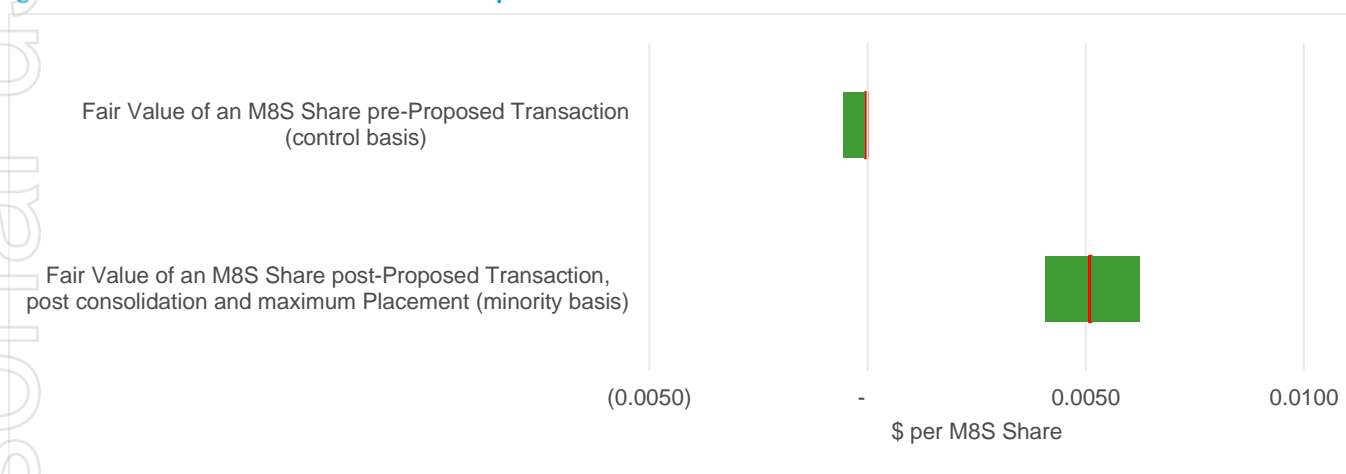 Fair Value of an M8S Share pre-Proposed Transaction
(control basis)
Fair Value of an M8S Share post-Proposed Transaction,
post consolidation and maximum Placement (minority basis)
(0.0050)
-
0.0050
0.0100
$ per M8S Share